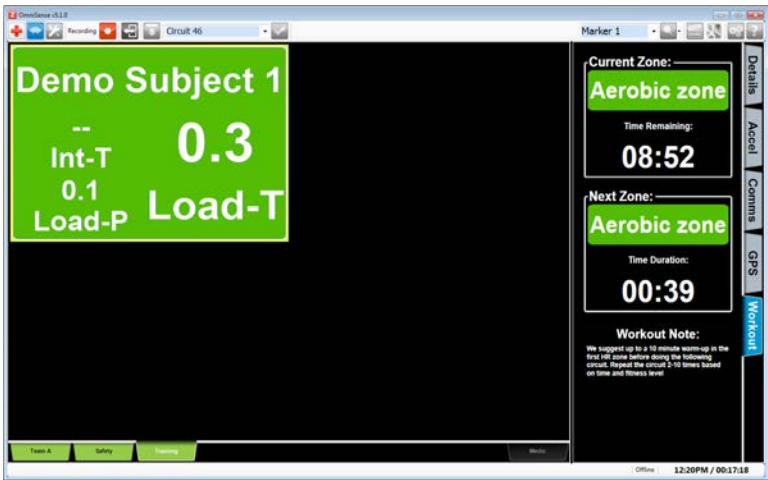 OmniSense v5.1.0
Recording
Circuit 46
Marker 1
Demo Subject 1
--
Int-T
0.3
0.1
Load-P
Load-T
Current Zone:
Aerobic zone
Time Remaining:
08:52
Next Zone:
Aerobic zone
Time Duration:
00:39
Workout Note:
We suggest up to a 10 minute warm-up in the
first HR zone before doing the following
circuit. Repeat the circuit 2-10 times based
on time and fitness level
Details
Accel
Comms
GPS
Workout
Team A
Safety
Training
Medic
Offline
12:20PM / 00:17:18